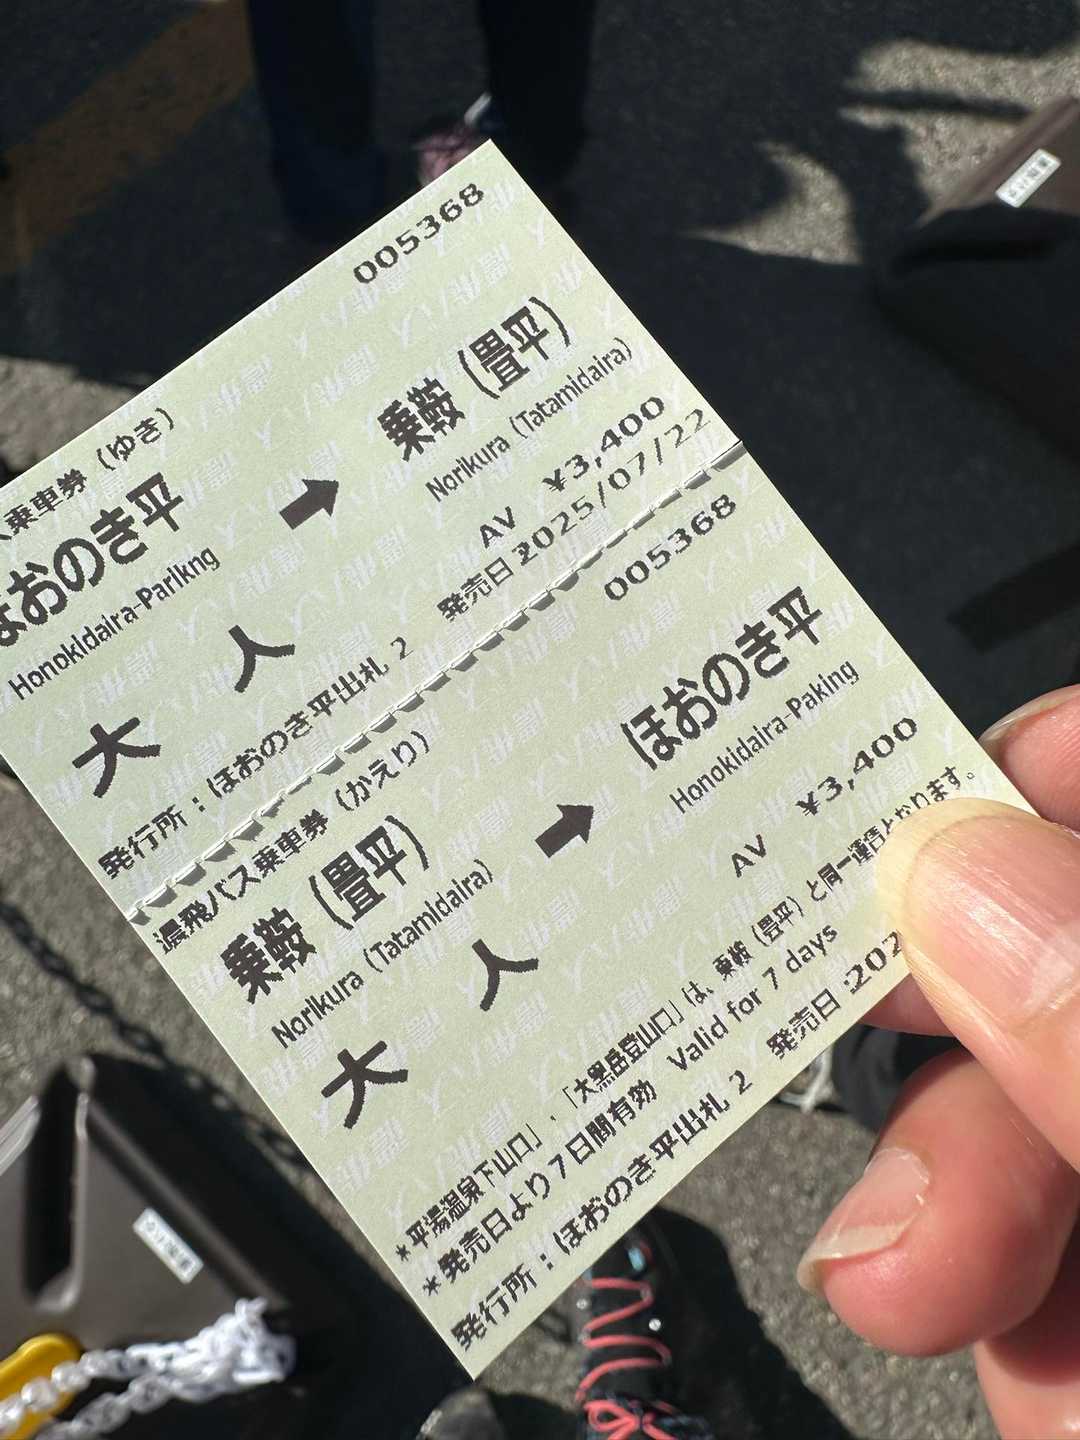 005368
乗車券（ゆき）
ほおのき平
Honokidaira-Parlkng
乗鞍（畳平）
Norikura（Tatamidaira）
大人
AV ¥3,400
発行所：ほおのき平出札 2 発売日 2025/07/22
005368
濃飛バス乗車券（かえり）
乗鞍（畳平）
Norikura（Tatamidaira）
ほおのき平
Honokidaira-Paking
大人
AV ¥3,400
*平湯温泉下山口」、「大黒岳登山口」は、乗鞍（畳平）と同一運賃となります。
*発売日より7日間有効 Valid for 7 days
発行所：ほおのき平出札 2 発売日:202